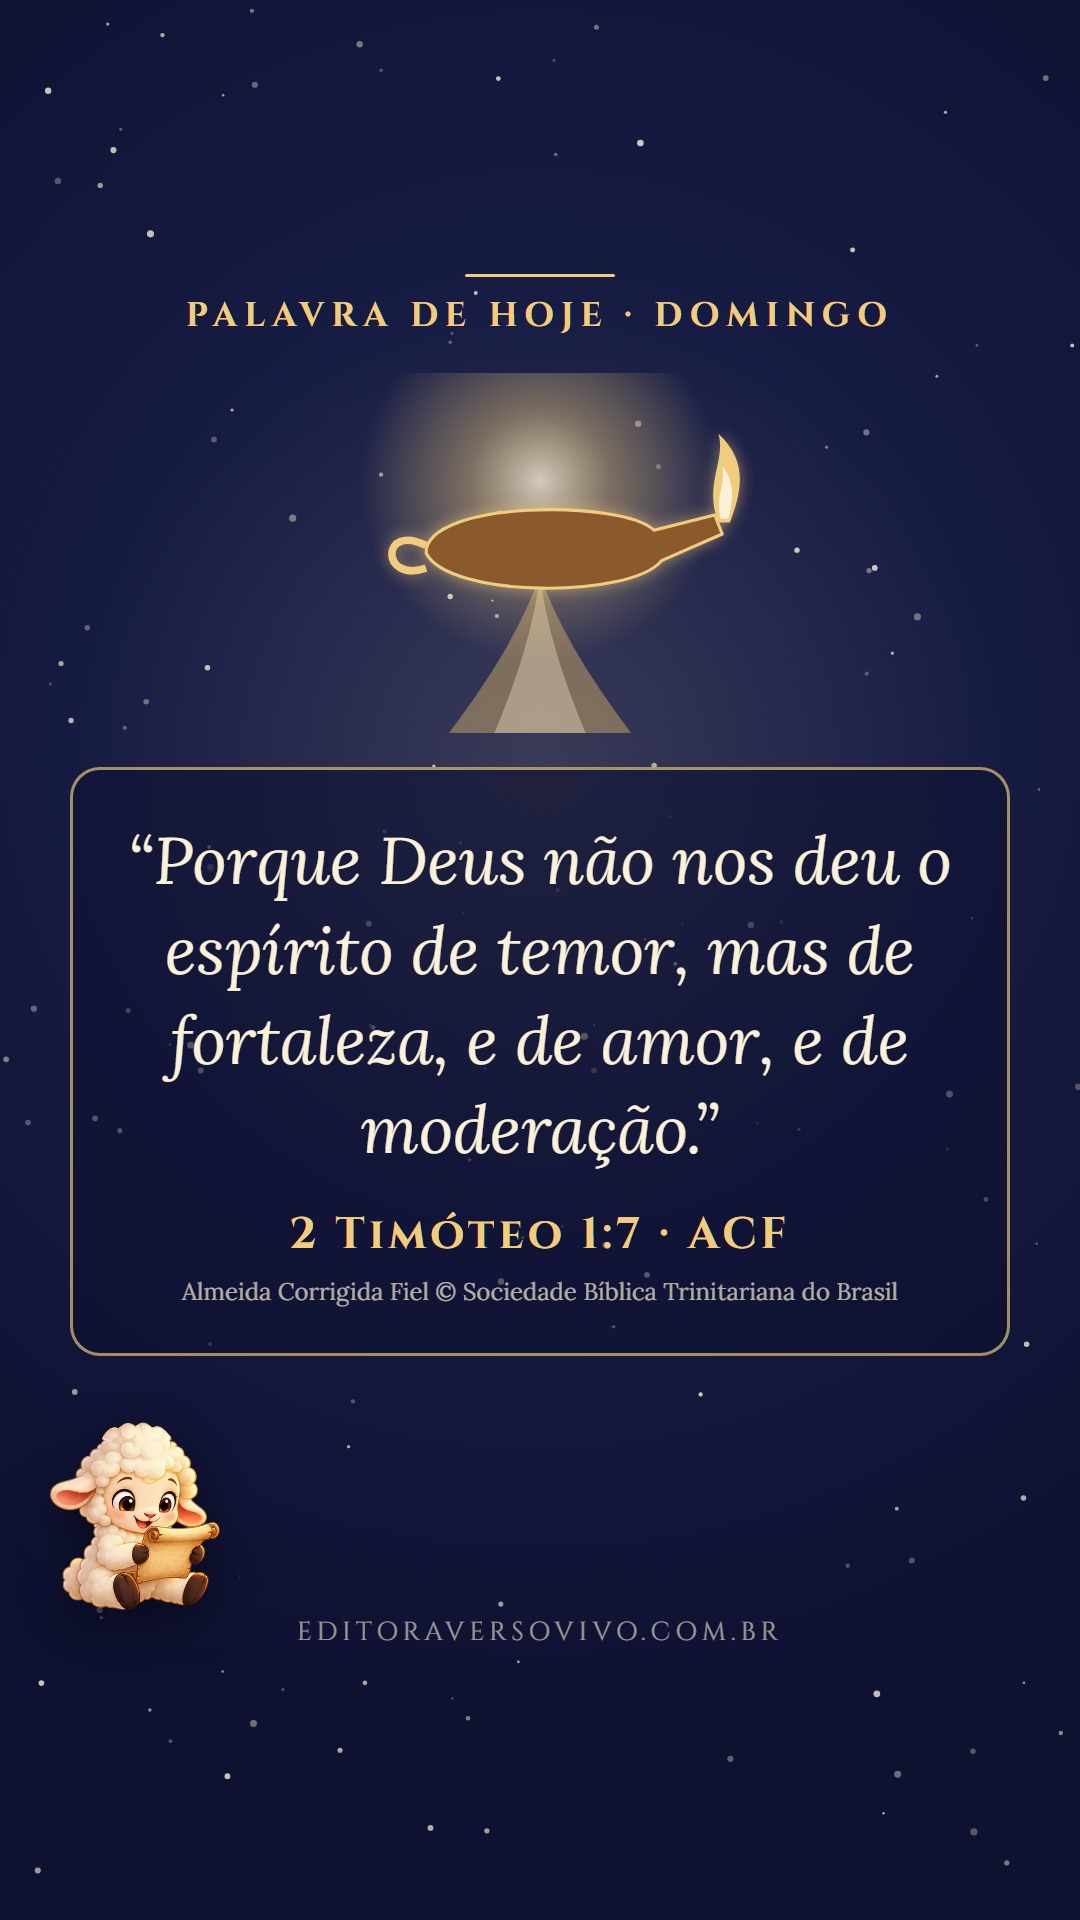 PALAVRA DE HOJE · DOMINGO
“Porque Deus não nos deu o
espírito de temor, mas de
fortaleza, e de amor, e de
moderação.”
2 Timóteo 1:7 · ACF
Almeida Corrigida Fiel © Sociedade Bíblica Trinitariana do Brasil
EDITORAVERSOVIVO.COM.BR